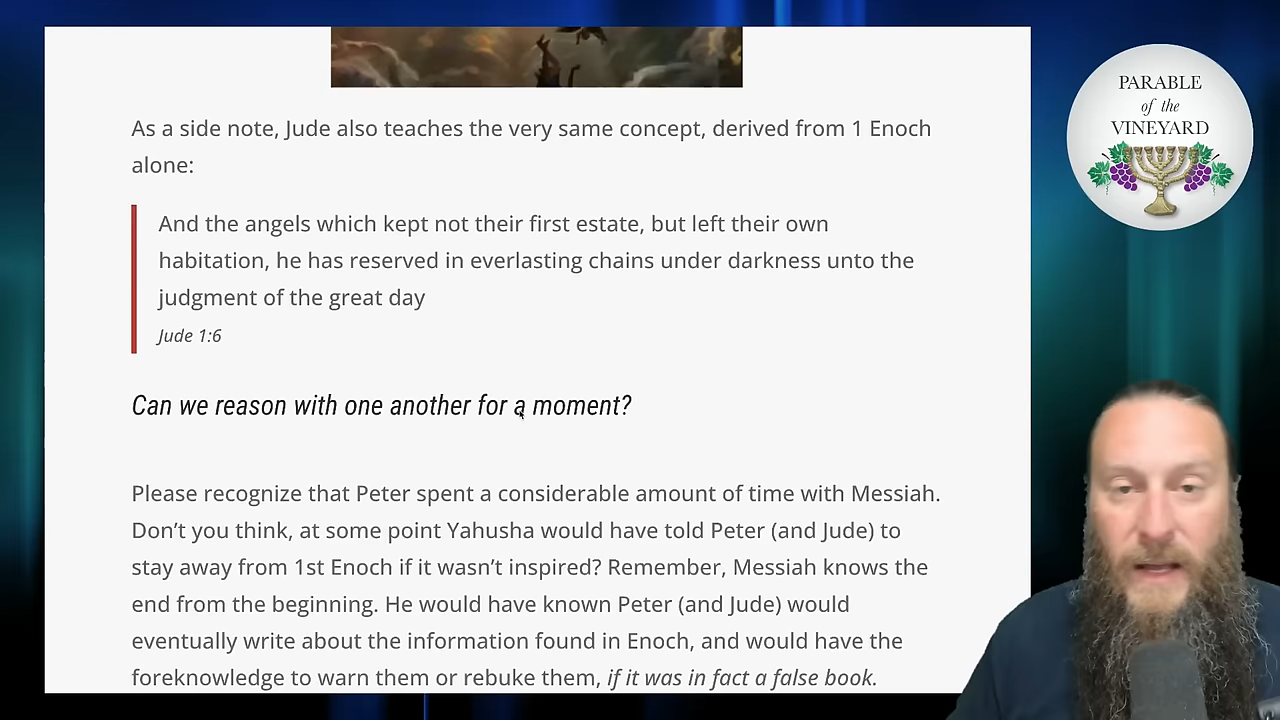 As a side note, Jude also teaches the very same concept, derived from 1 Enoch
alone:
And the angels which kept not their first estate, but left their own
habitation, he has reserved in everlasting chains under darkness unto the
judgment of the great day
Jude 1:6
Can we reason with one another for a moment?
Please recognize that Peter spent a considerable amount of time with Messiah.
Don’t you think, at some point Yahusha would have told Peter (and Jude) to
stay away from 1st Enoch if it wasn’t inspired? Remember, Messiah knows the
end from the beginning. He would have known Peter (and Jude) would
eventually write about the information found in Enoch, and would have the
foreknowledge to warn them or rebuke them, if it was in fact a false book.
PARABLE
of the
VINEYARD